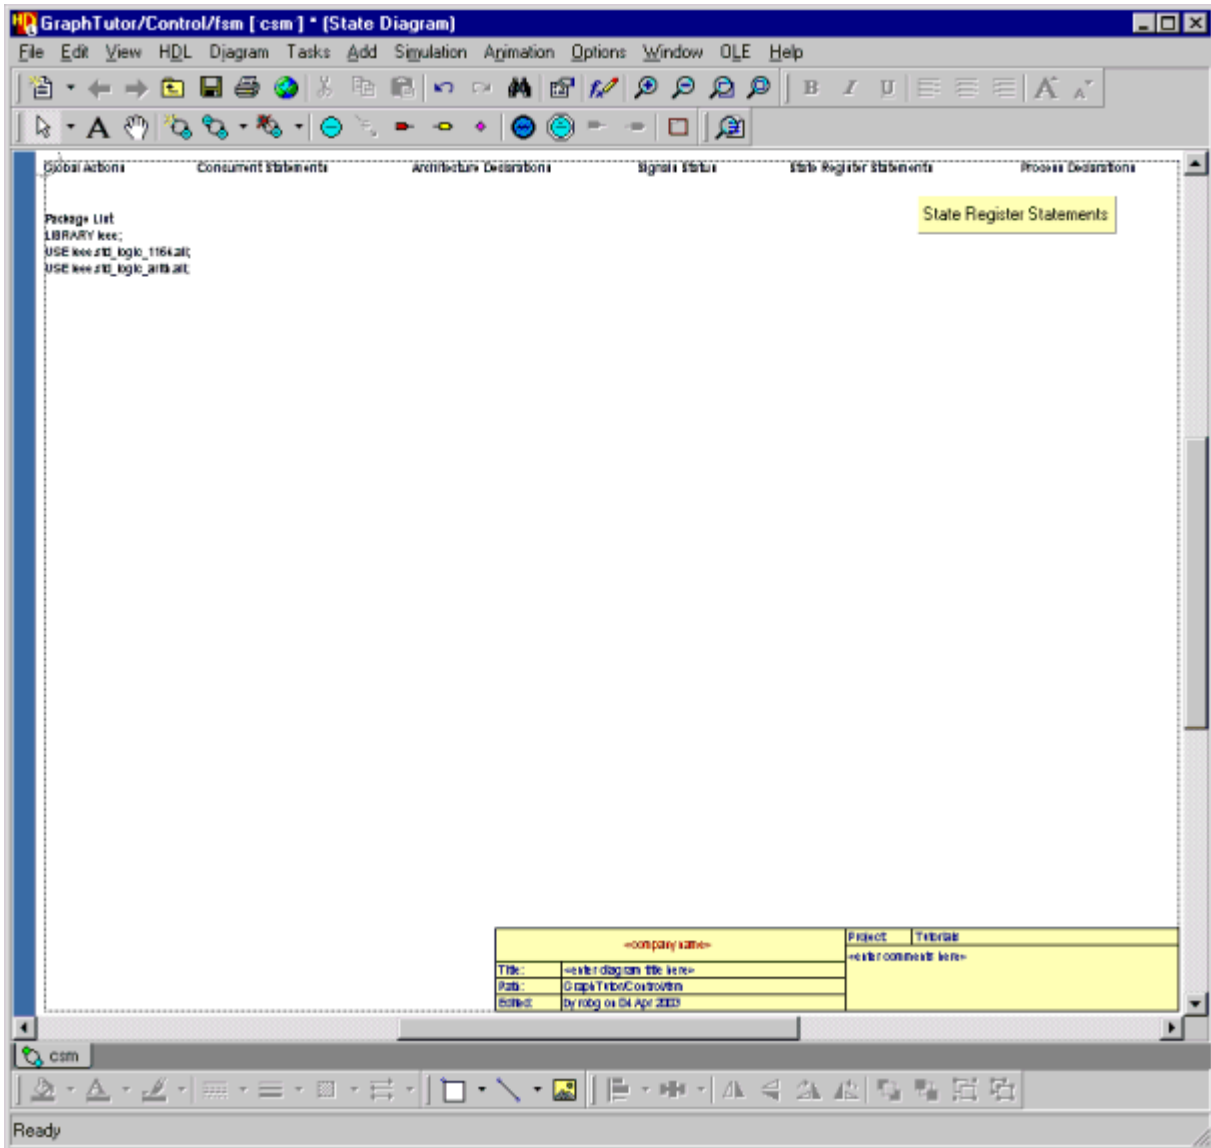 GraphTutor/Control/fsm [ csm ] * (State Diagram)
File Edit View HDL Diagram Tasks Add Simulation Animation Options Window OLE Help
B I U A A
A
Global Actions Concurrent Statements Architecture Declarations Signals Status State Register Statements Process Declarations
State Register Statements
Package List
LIBRARY ieee;
USE ieee.std_logic_1164.all;
USE ieee.std_logic_arith.all;
<company name>
Project: Tutorials
<enter comments here>
Title: <enter diagram title here>
Path: GraphTutor/Control/fsm
Edited: by robg on 04 Apr 2003
csm
Ready